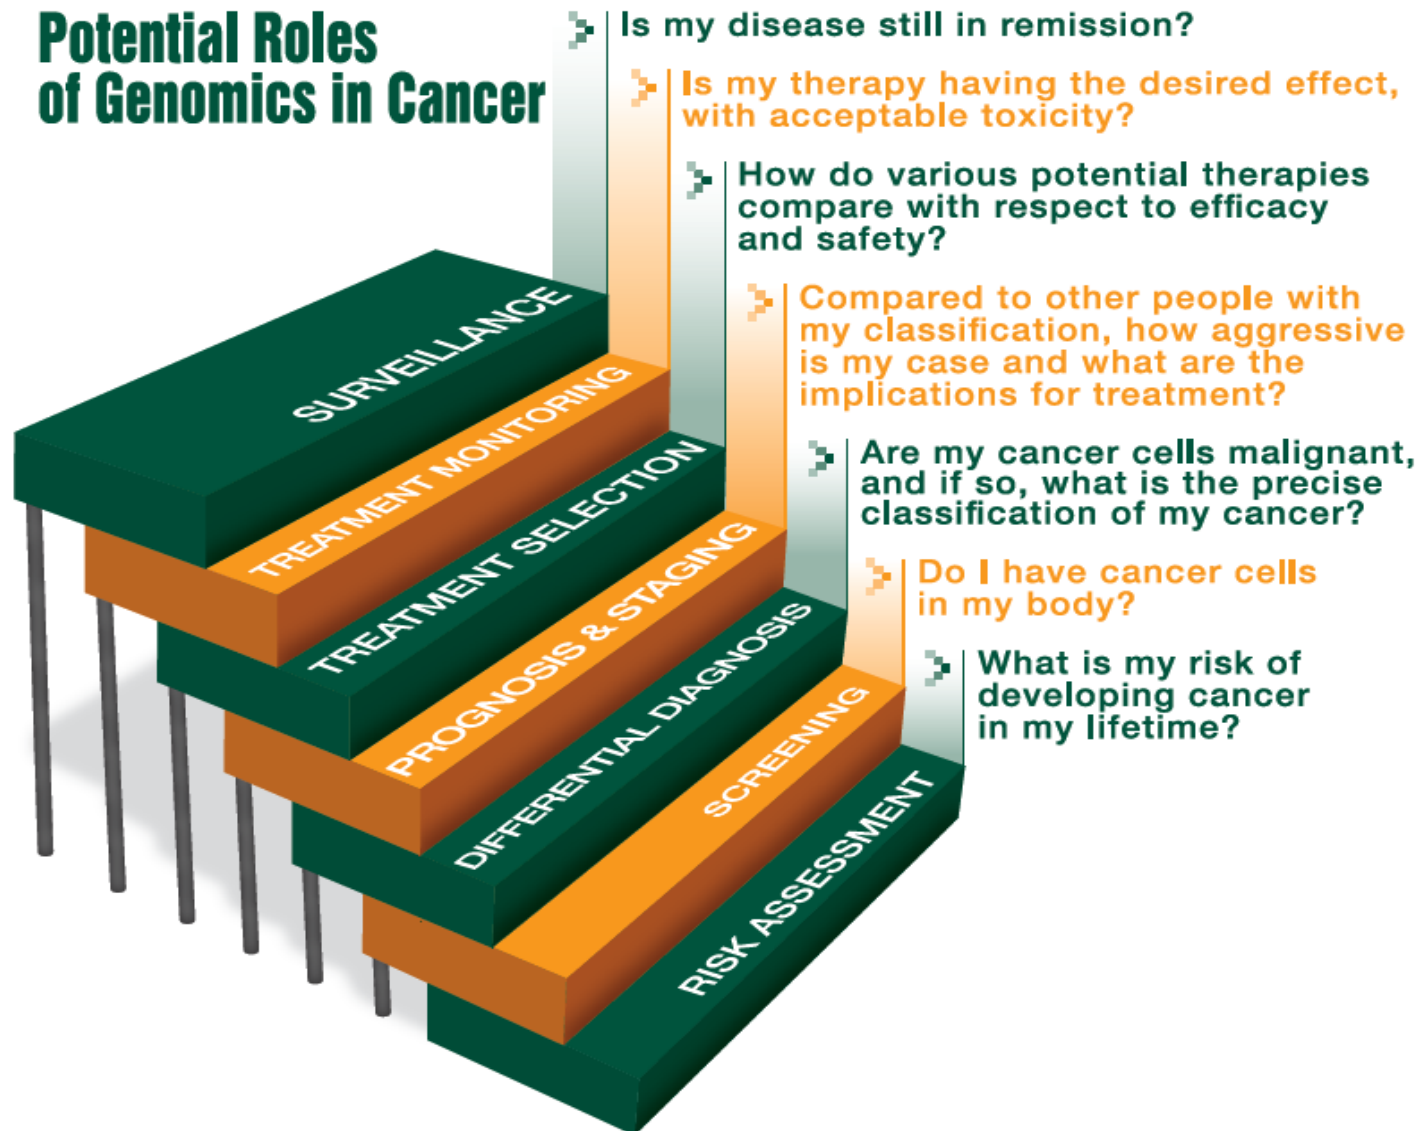 Potential Roles
of Genomics in Cancer
Is my disease still in remission?
Is my therapy having the desired effect,
with acceptable toxicity?
How do various potential therapies
compare with respect to efficacy
and safety?
Compared to other people with
my classification, how aggressive
is my case and what are the
implications for treatment?
Are my cancer cells malignant,
and if so, what is the precise
classification of my cancer?
Do I have cancer cells
in my body?
What is my risk of
developing cancer
in my lifetime?
SURVEILLANCE
TREATMENT MONITORING
TREATMENT SELECTION
PROGNOSIS & STAGING
DIFFERENTIAL DIAGNOSIS
SCREENING
RISK ASSESSMENT